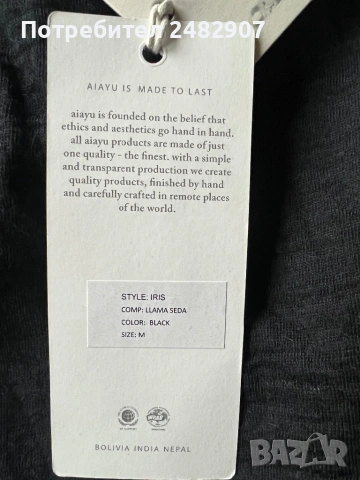 Потребител 2482907
AIAYU IS MADE TO LAST
aiayu is founded on the belief that
ethics and aesthetics go hand in hand.
all aiayu products are made of just
one quality - the finest. with a simple
and transparent production we create
quality products, finished by hand
and carefully crafted in remote places
of the world.
STYLE: IRIS
COMP: LLAMA SEDA
COLOR: BLACK
SIZE: M
BOLIVIA INDIA NEPAL
BAZAR